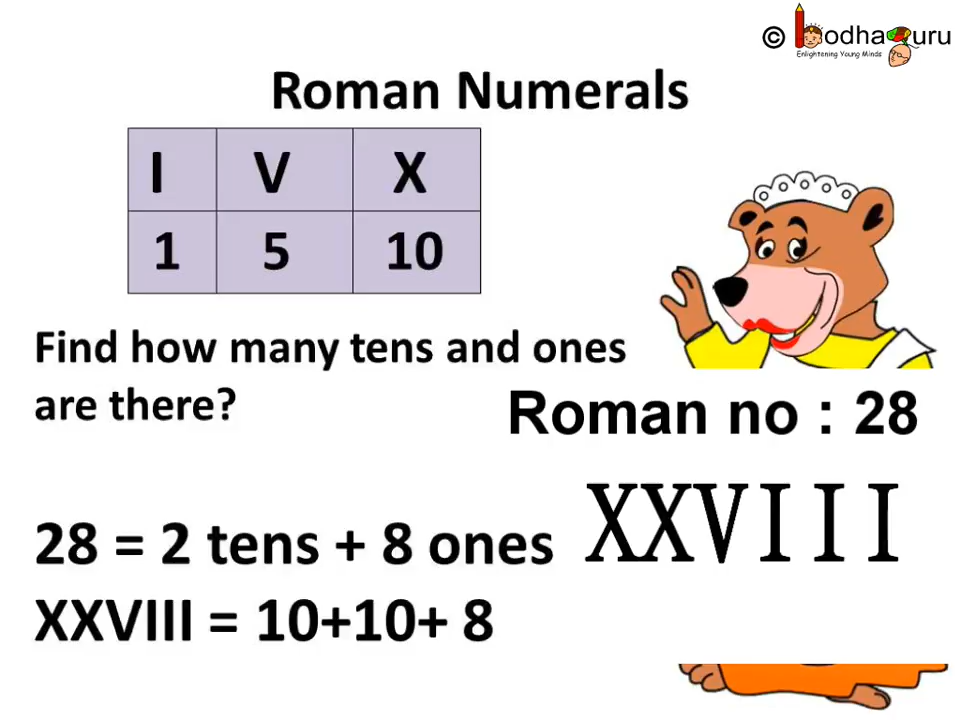 © BodhaGuru
Enlightening Young Minds
Roman Numerals
I V X
1 5 10
Find how many tens and ones
are there?
Roman no : 28
XXVIII
28 = 2 tens + 8 ones
XXVIII = 10+10+ 8